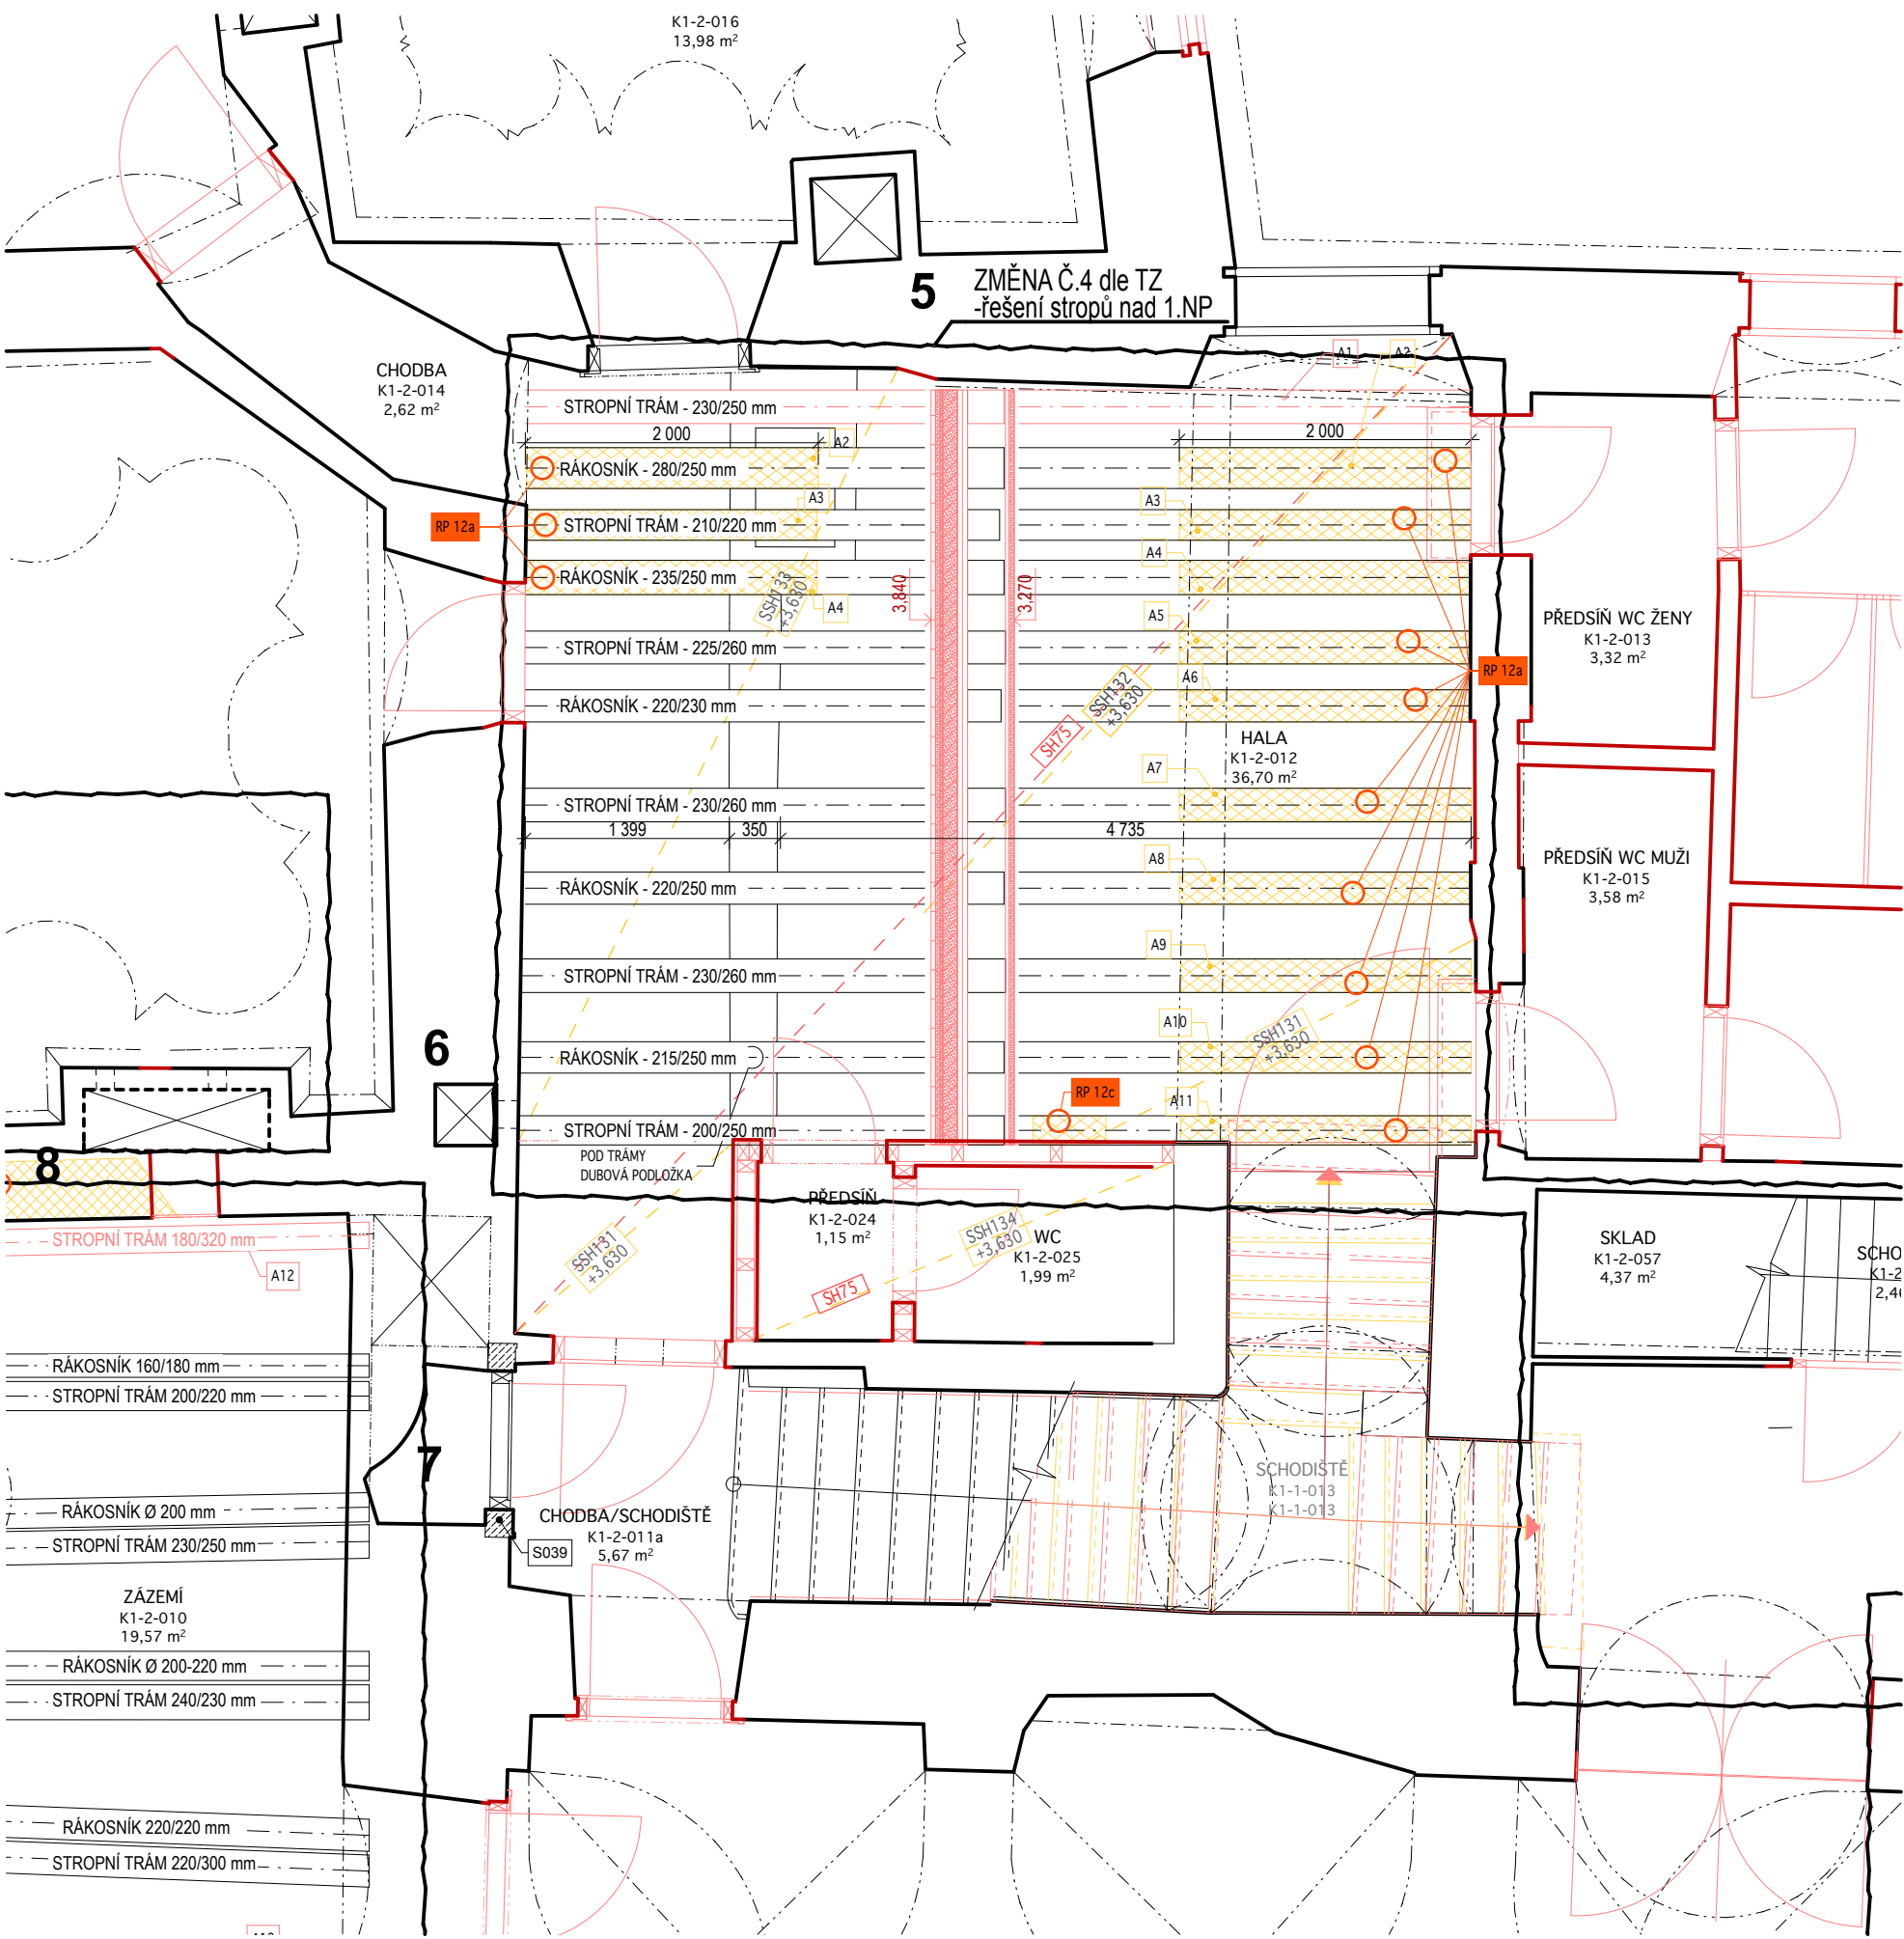 K1-2-016
13,98 m²
5
ZMĚNA Č.4 dle TZ
-řešení stropů nad 1.NP
CHODBA
K1-2-014
2,62 m²
A1
A2
STROPNÍ TRÁM - 230/250 mm
2 000
2 000
A2
RÁKOSNÍK - 280/250 mm
A3
A3
RP 12a
STROPNÍ TRÁM - 210/220 mm
A4
RÁKOSNÍK - 235/250 mm
SSH133
+3,630
A4
3,840
3,270
A5
PŘEDSÍŇ WC ŽENY
K1-2-013
3,32 m²
STROPNÍ TRÁM - 225/260 mm
RP 12a
A6
SSH132
+3,630
RÁKOSNÍK - 220/230 mm
SH75
HALA
K1-2-012
36,70 m²
A7
STROPNÍ TRÁM - 230/260 mm
1 399
350
4 735
A8
PŘEDSÍŇ WC MUŽI
K1-2-015
3,58 m²
RÁKOSNÍK - 220/250 mm
A9
STROPNÍ TRÁM - 230/260 mm
A10
SSH131
+3,630
6
RÁKOSNÍK - 215/250 mm
RP 12c
A11
STROPNÍ TRÁM - 200/250 mm
POD TRÁMY
DUBOVÁ PODLOŽKA
8
PŘEDSÍŇ
K1-2-024
1,15 m²
SSH134
+3,630
WC
K1-2-025
1,99 m²
SKLAD
K1-2-057
4,37 m²
SCHO
K1-2
2,4
STROPNÍ TRÁM 180/320 mm
A12
SSH131
+3,630
SH75
RÁKOSNÍK 160/180 mm
STROPNÍ TRÁM 200/220 mm
7
SCHODIŠTĚ
K1-1-013
K1-1-013
RÁKOSNÍK Ø 200 mm
CHODBA/SCHODIŠTĚ
K1-2-011a
5,67 m²
STROPNÍ TRÁM 230/250 mm
S039
ZÁZEMÍ
K1-2-010
19,57 m²
RÁKOSNÍK Ø 200-220 mm
STROPNÍ TRÁM 240/230 mm
RÁKOSNÍK 220/220 mm
STROPNÍ TRÁM 220/300 mm